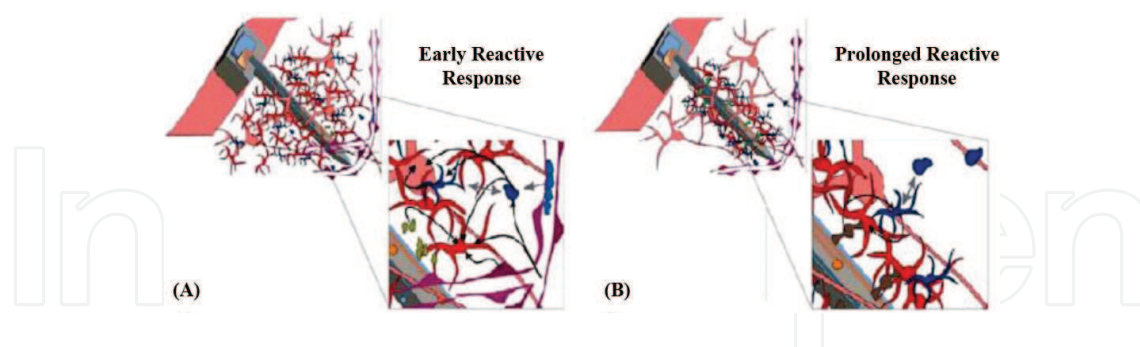 Early Reactive
Response
(A)
Prolonged Reactive
Response
(B)